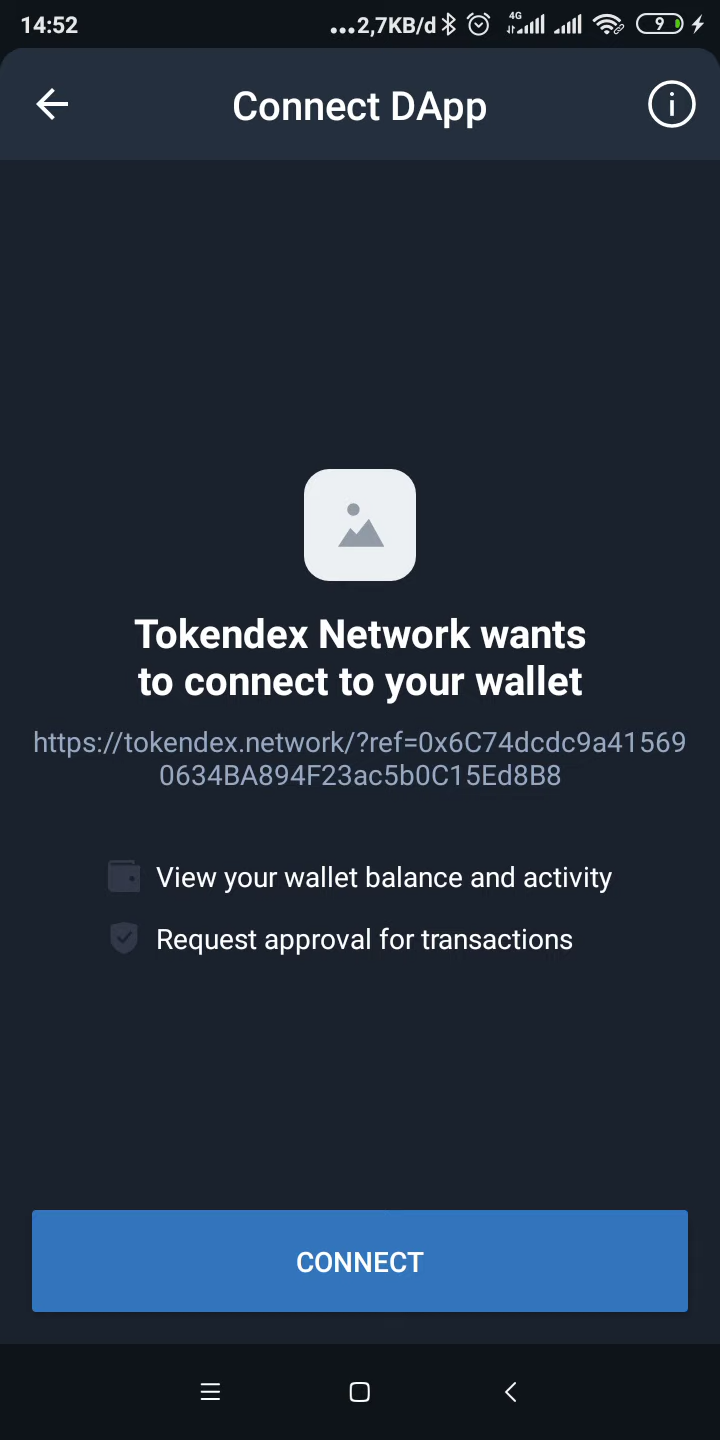 14:52
...2,7KB/d
4G
9
Connect DApp
Tokendex Network wants
to connect to your wallet
https://tokendex.network/?ref=0x6C74dcdc9a41569
0634BA894F23ac5b0C15Ed8B8
View your wallet balance and activity
Request approval for transactions
CONNECT